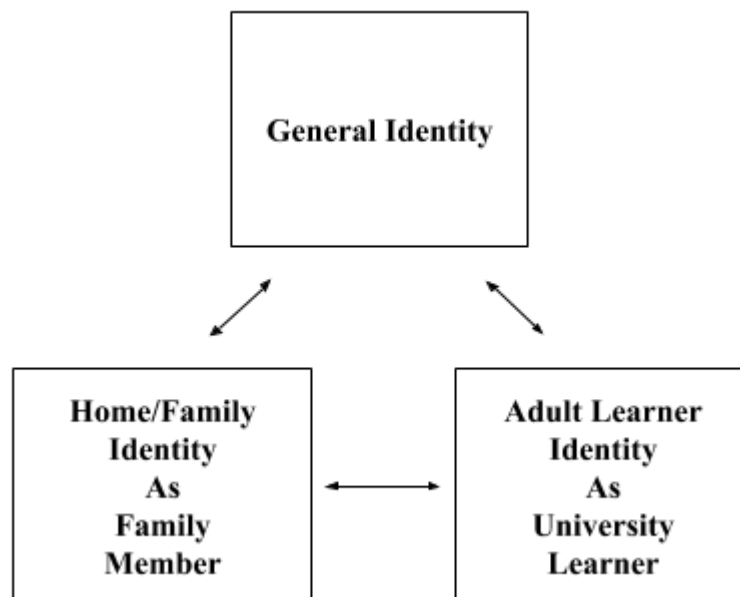 General Identity
Home/Family
Identity
As
Family
Member
Adult Learner
Identity
As
University
Learner